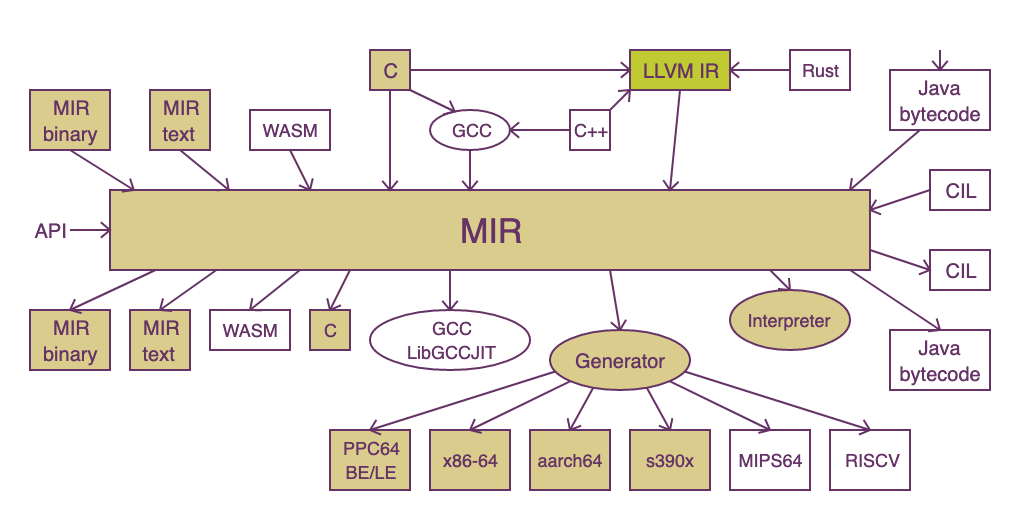 C
LLVM IR
Rust
Java
bytecode
MIR
binary
MIR
text
WASM
GCC
C++
CIL
API
MIR
CIL
MIR
binary
MIR
text
WASM
C
GCC
LibGCCJIT
Generator
Interpreter
Java
bytecode
PPC64
BE/LE
x86-64
aarch64
s390x
MIPS64
RISCV